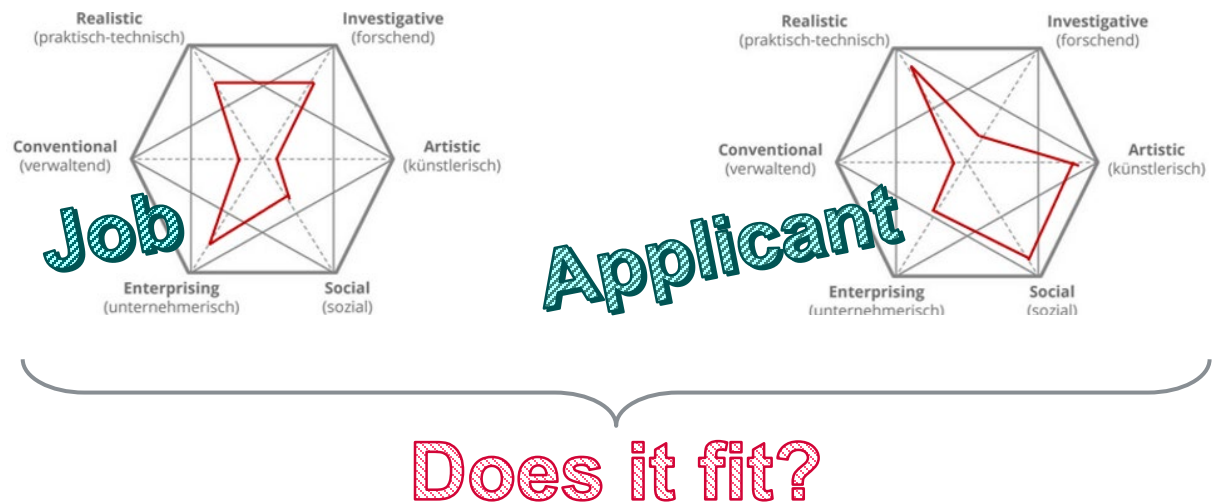 Realistic
(praktisch-technisch)
Investigative
(forschend)
Conventional
(verwaltend)
Artistic
(künstlerisch)
Enterprising
(unternehmerisch)
Social
(sozial)
Job
Realistic
(praktisch-technisch)
Investigative
(forschend)
Conventional
(verwaltend)
Artistic
(künstlerisch)
Enterprising
(unternehmerisch)
Social
(sozial)
Applicant
Does it fit?